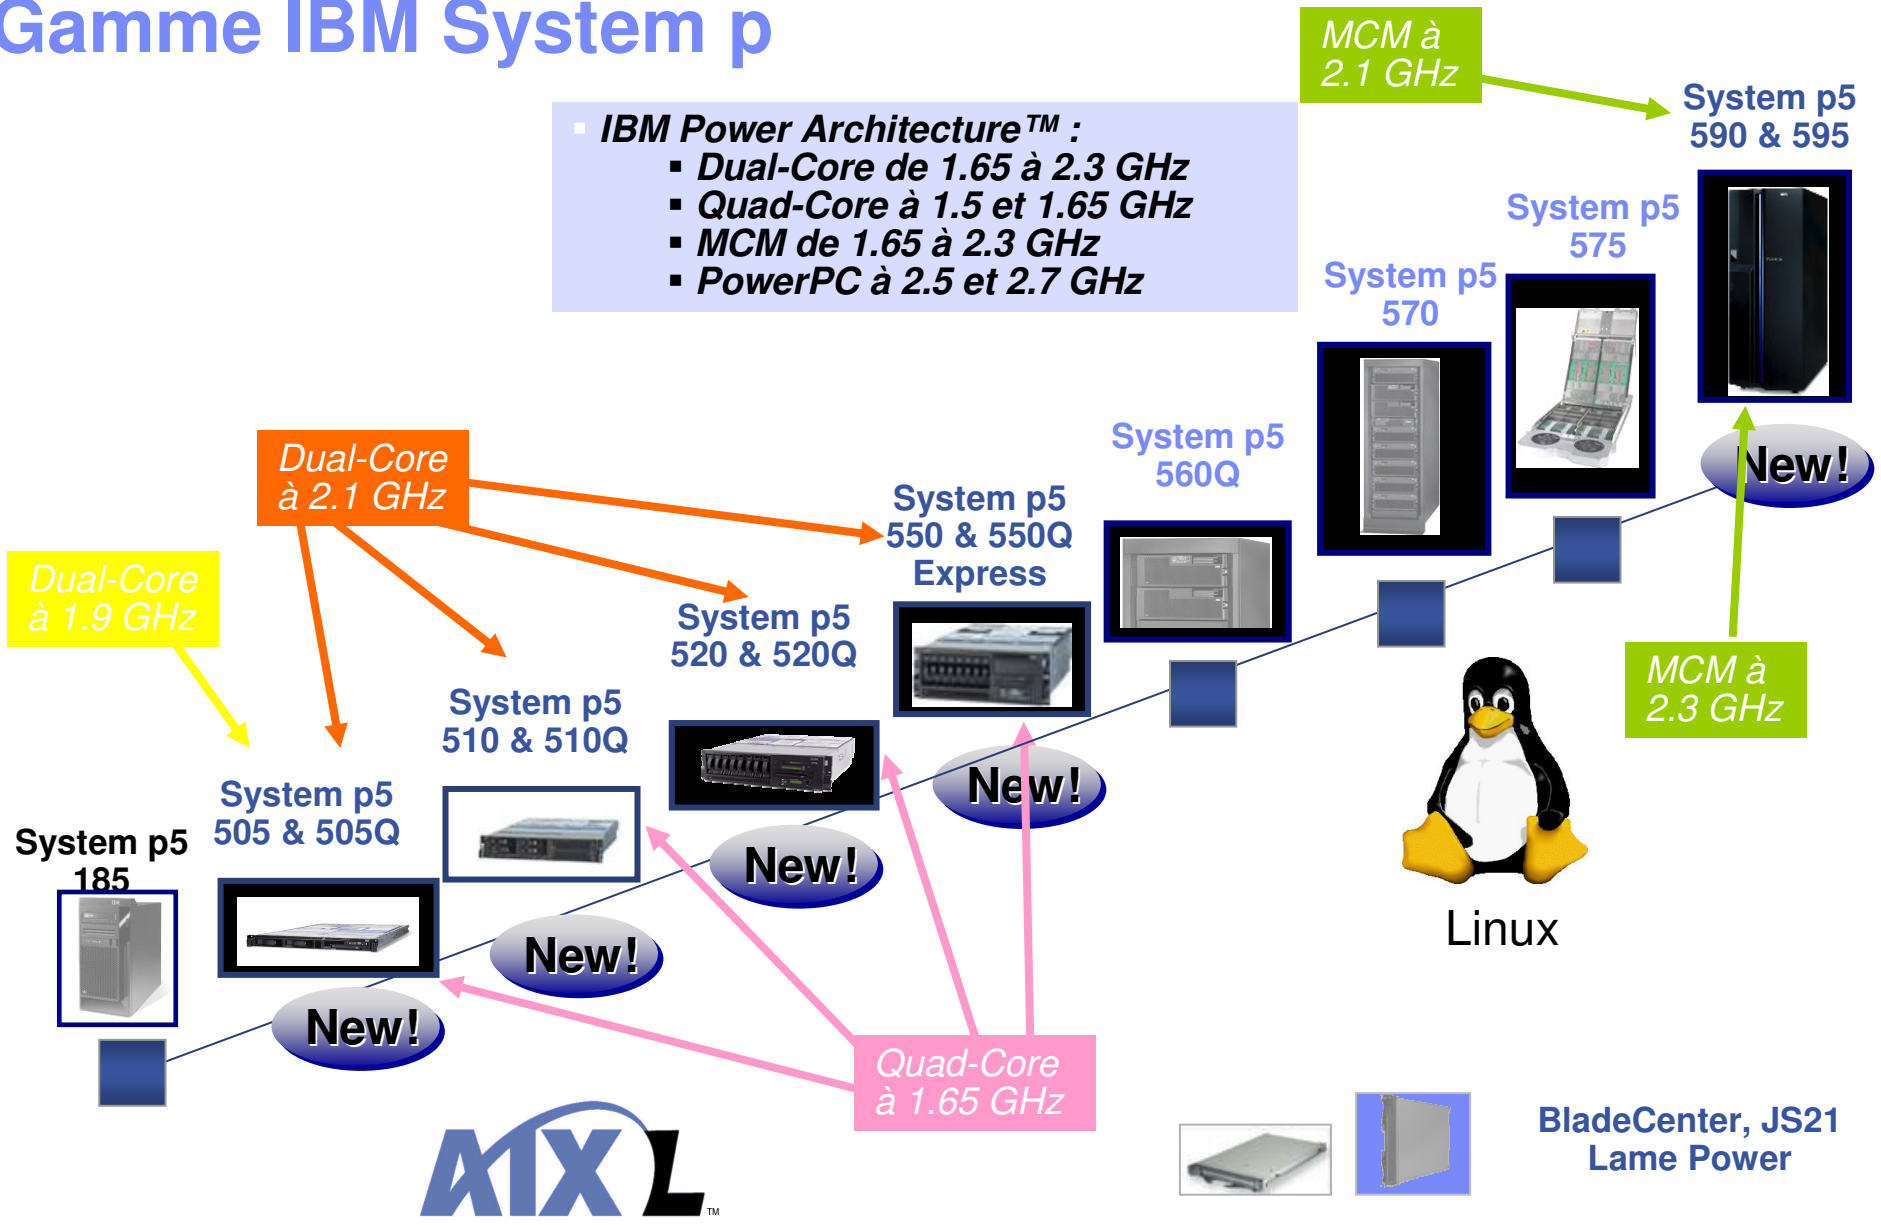 Gamme IBM System p
MCM à
2.1 GHz
System p5
590 & 595
IBM Power Architecture™ :
Dual-Core de 1.65 à 2.3 GHz
Quad-Core à 1.5 et 1.65 GHz
MCM de 1.65 à 2.3 GHz
PowerPC à 2.5 et 2.7 GHz
System p5
575
System p5
570
System p5
560Q
New!
Dual-Core
à 2.1 GHz
System p5
550 & 550Q
Express
Dual-Core
à 1.9 GHz
System p5
520 & 520Q
MCM à
2.3 GHz
System p5
510 & 510Q
New!
System p5
505 & 505Q
System p5
185
New!
New!
New!
Linux
Quad-Core
à 1.65 GHz
AIX L
TM
BladeCenter, JS21
Lame Power